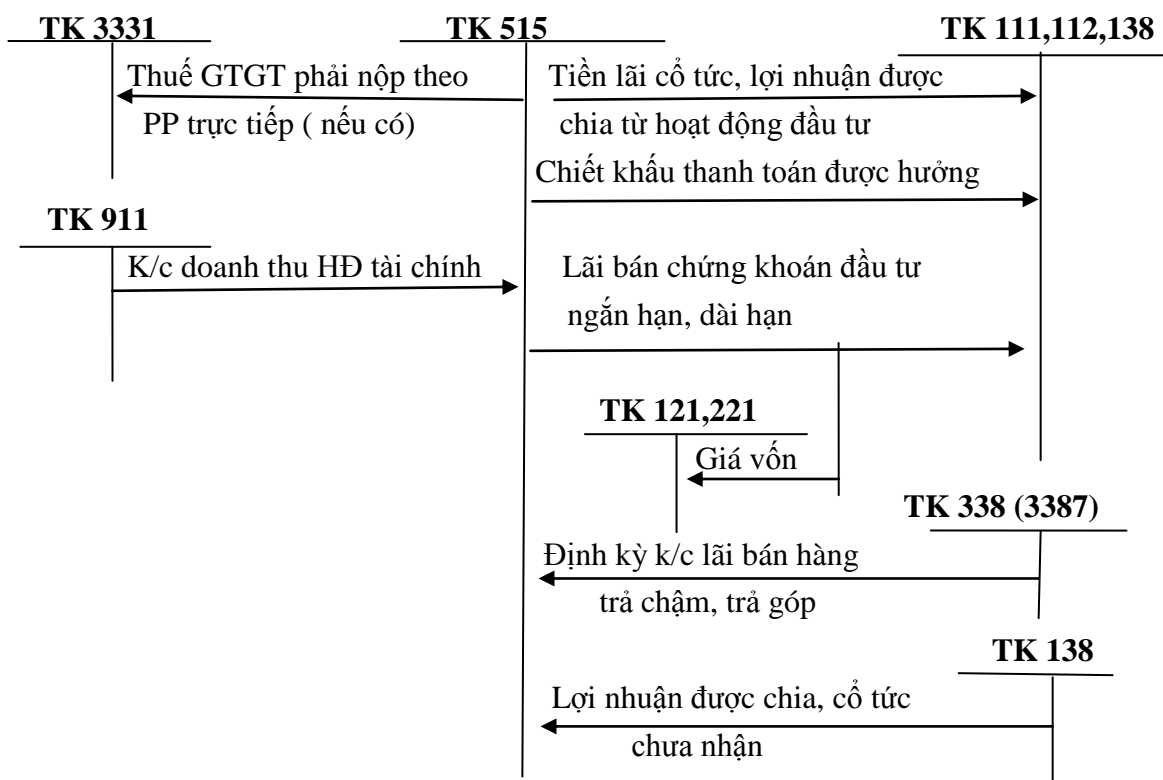 TK 3331 TK 515 TK 111,112,138
Thuế GTGT phải nộp theo
PP trực tiếp ( nếu có)
Tiền lãi cổ tức, lợi nhuận được
chia từ hoạt động đầu tư
Chiết khấu thanh toán được hưởng
TK 911
K/c doanh thu HĐ tài chính
Lãi bán chứng khoán đầu tư
ngắn hạn, dài hạn
TK 121,221
Giá vốn
TK 338 (3387)
Định kỳ k/c lãi bán hàng
trả chậm, trả góp
TK 138
Lợi nhuận được chia, cổ tức
chưa nhận